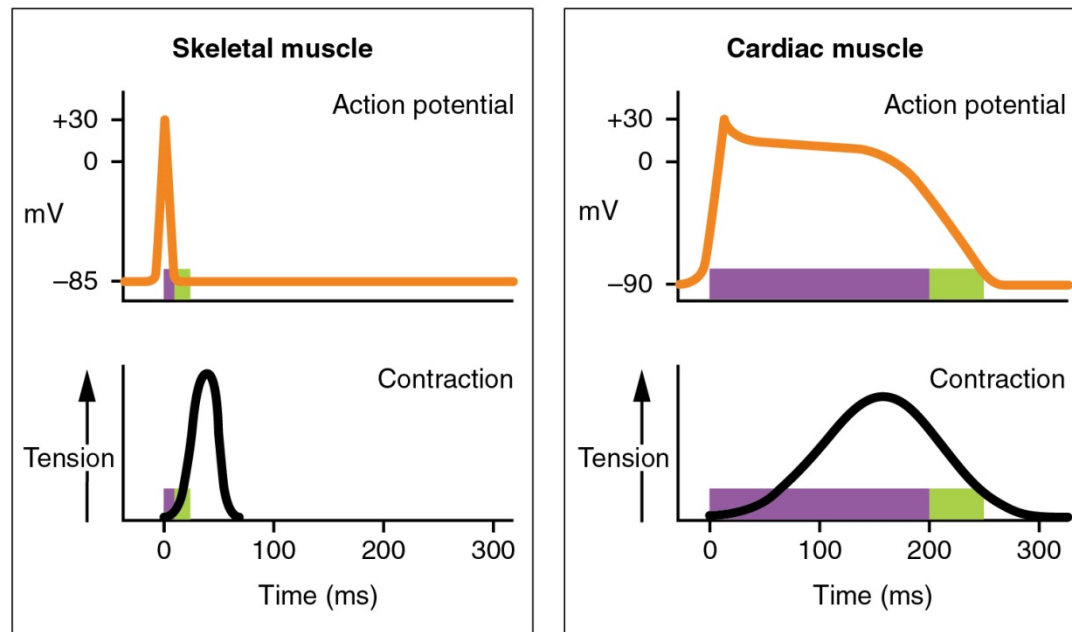 Skeletal muscle
Action potential
+30
0
mV
–85
Contraction
Tension
0 100 200 300
Time (ms)
Cardiac muscle
Action potential
+30
0
mV
–90
Contraction
Tension
0 100 200 300
Time (ms)